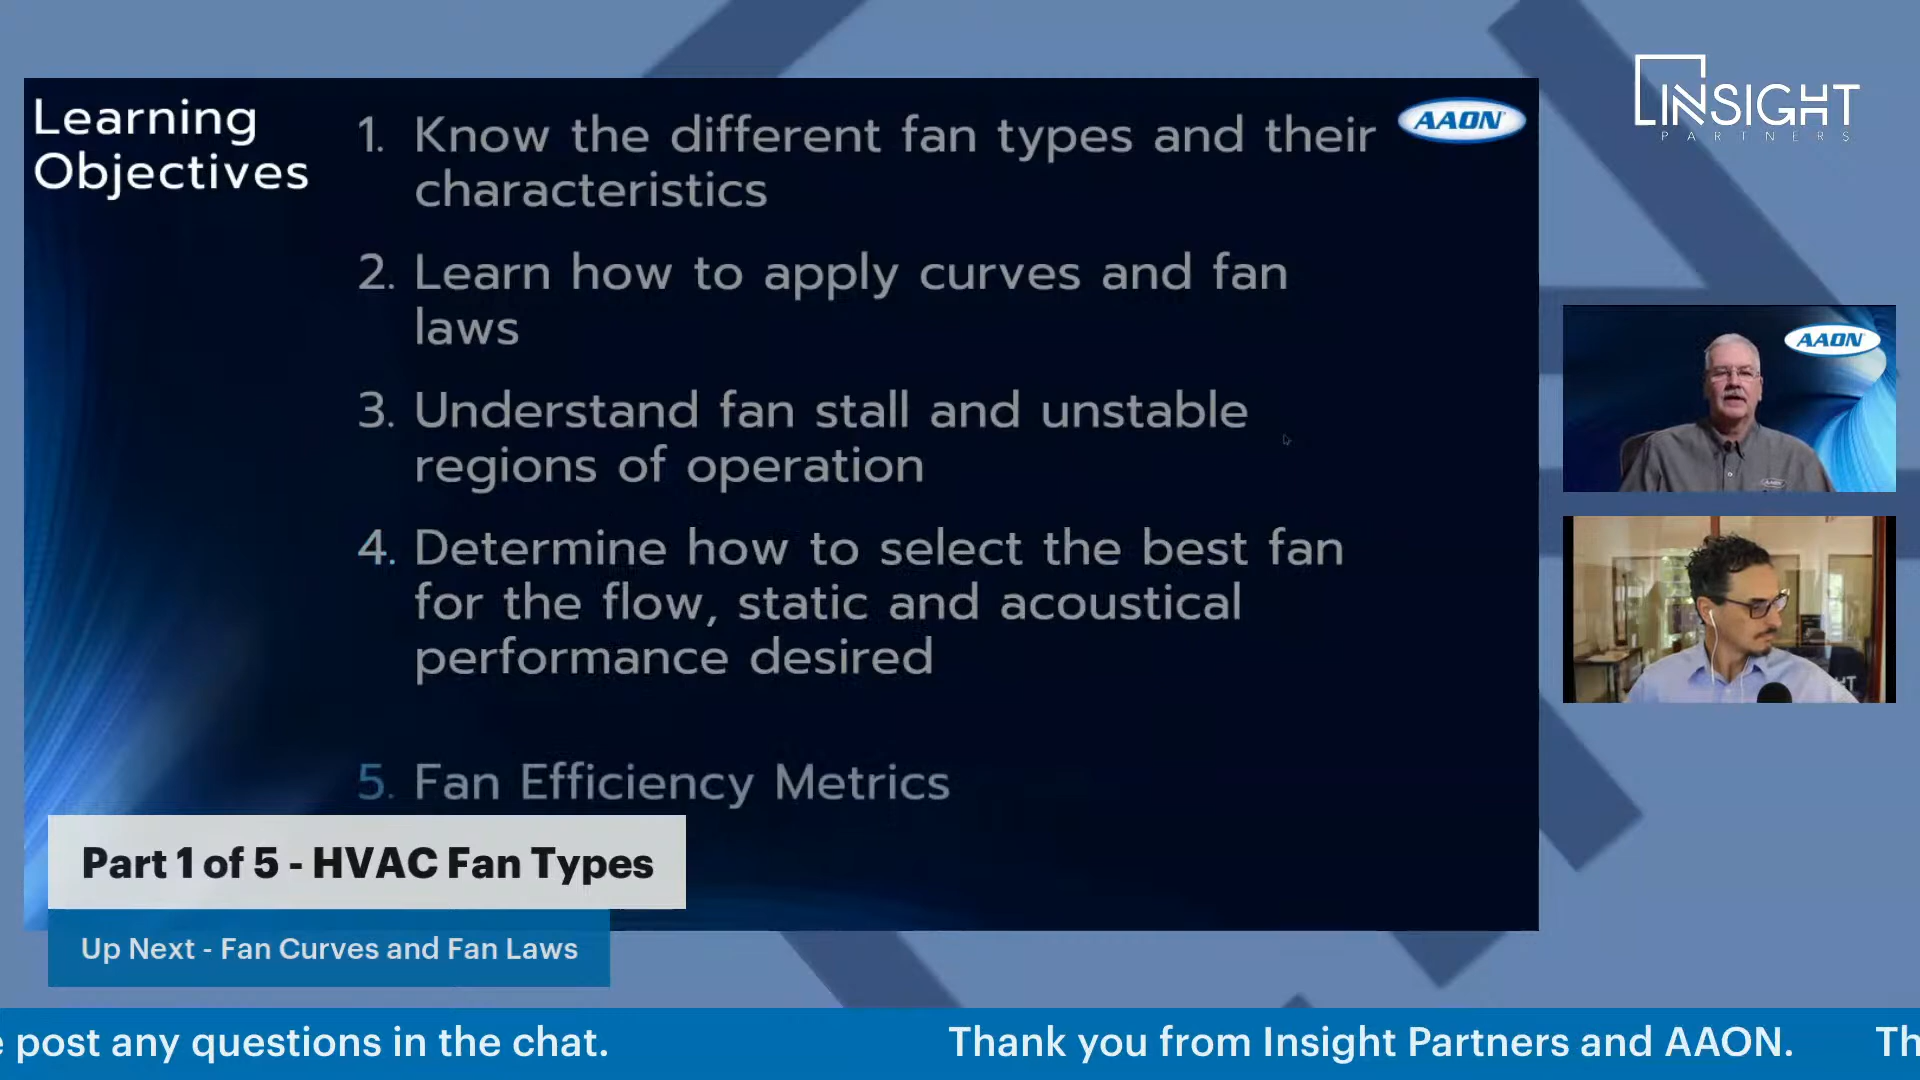 Learning
Objectives
1. Know the different fan types and their
characteristics
2. Learn how to apply curves and fan
laws
3. Understand fan stall and unstable
regions of operation
4. Determine how to select the best fan
for the flow, static and acoustical
performance desired
5. Fan Efficiency Metrics
AAON
INSIGHT
PARTNERS
AAON
AAON
Part 1 of 5 - HVAC Fan Types
Up Next - Fan Curves and Fan Laws
post any questions in the chat.
Thank you from Insight Partners and AAON.